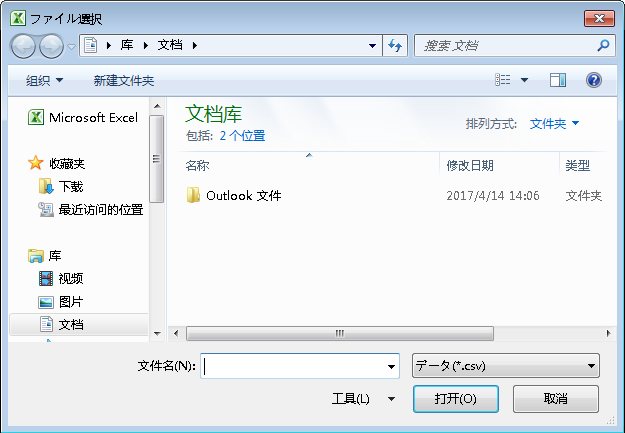 ファイル選択
库 文档
搜索 文档
组织 新建文件夹
Microsoft Excel
收藏夹
下载
最近访问的位置
库
视频
图片
文档
文档库
包括: 2 个位置
排列方式: 文件夹
名称 修改日期 类型
Outlook 文件 2017/4/14 14:06 文件夹
文件名(N): データ(*.csv)
工具(L) 打开(O) 取消